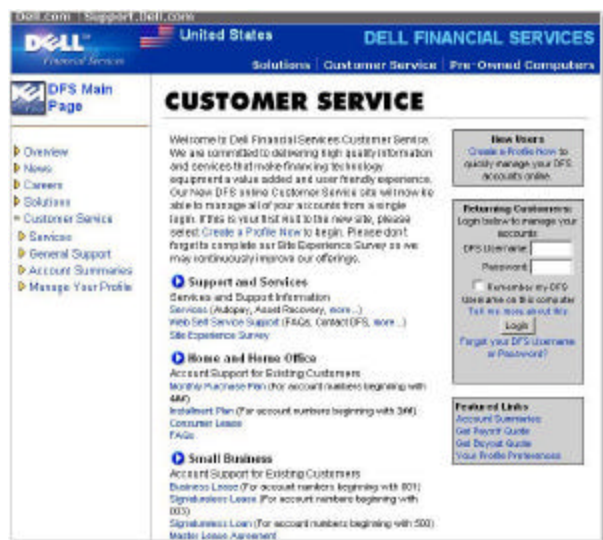 Dell.com | Support.Dell.com
DELL™
Financial Services
United States
DELL FINANCIAL SERVICES
Solutions | Customer Service | Pre-Owned Computers
DFS Main
Page
Overview
News
Careers
Solutions
Customer Service
Services
General Support
Account Summaries
Manage Your Profile
CUSTOMER SERVICE
Welcome to Dell Financial Services Customer Service.
We are committed to delivering high quality information
and services that make financing technology
equipment a value added and user friendly experience.
Our New DFS online Customer Service site will now be
able to manage all of your accounts from a single
login. If this is your first visit to the new site, please
select Create a Profile Now to begin. Please don't
forget to complete our Site Experience Survey so we
may continuously improve our offerings.
Support and Services
Services and Support Information
Services (Autopay, Asset Recovery, more...)
Web Self Service Support (FAQs, Contact DFS, more...)
Site Experience Survey
Home and Home Office
Account Support for Existing Customers
Monthly Purchase Plan (For account numbers beginning with
Installment Plan (For account numbers beginning with
Consumer Lease
FAQs
Small Business
Account Support for Existing Customers
Business Lease (For account numbers beginning with 001)
Signatureless Lease (For account numbers beginning with
003)
Signatureless Loan (For account numbers beginning with 500)
Master Lease Agreement
New Users
Create a Profile Now to
quickly manage your DFS
accounts online.
Returning Customers:
Login below to manage your
accounts
DFS Username:
Password:
Remember my DFS
Username on this computer
Tell me more about this
Login
Forgot your DFS Username
or Password?
Featured Links
Account Summaries
Get Payoff Quote
Get Buyout Quote
Your Profile Preferences